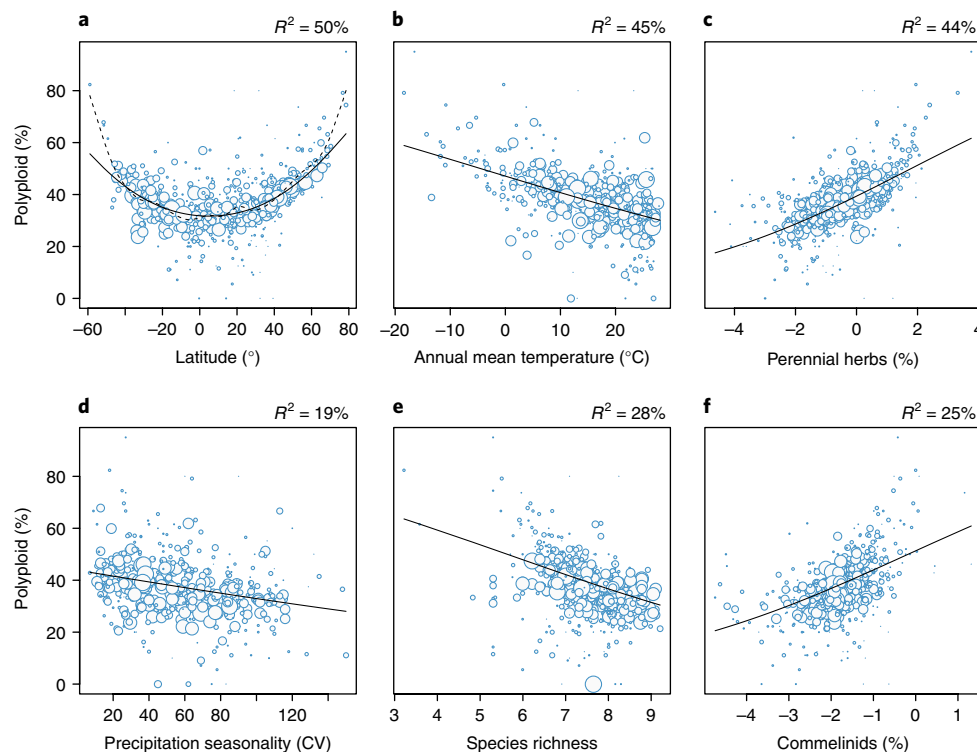 a R² = 50%
b R² = 45%
c R² = 44%
Polyploid (%)
80
60
40
20
0
−60 −20 0 20 40 60 80
Latitude (°)
−20 −10 0 10 20
Annual mean temperature (°C)
−4 −2 0 2 4
Perennial herbs (%)
d R² = 19%
e R² = 28%
f R² = 25%
Polyploid (%)
80
60
40
20
0
20 40 60 80 100 120
Precipitation seasonality (CV)
3 4 5 6 7 8 9
Species richness
−4 −3 −2 −1 0 1
Commelinids (%)